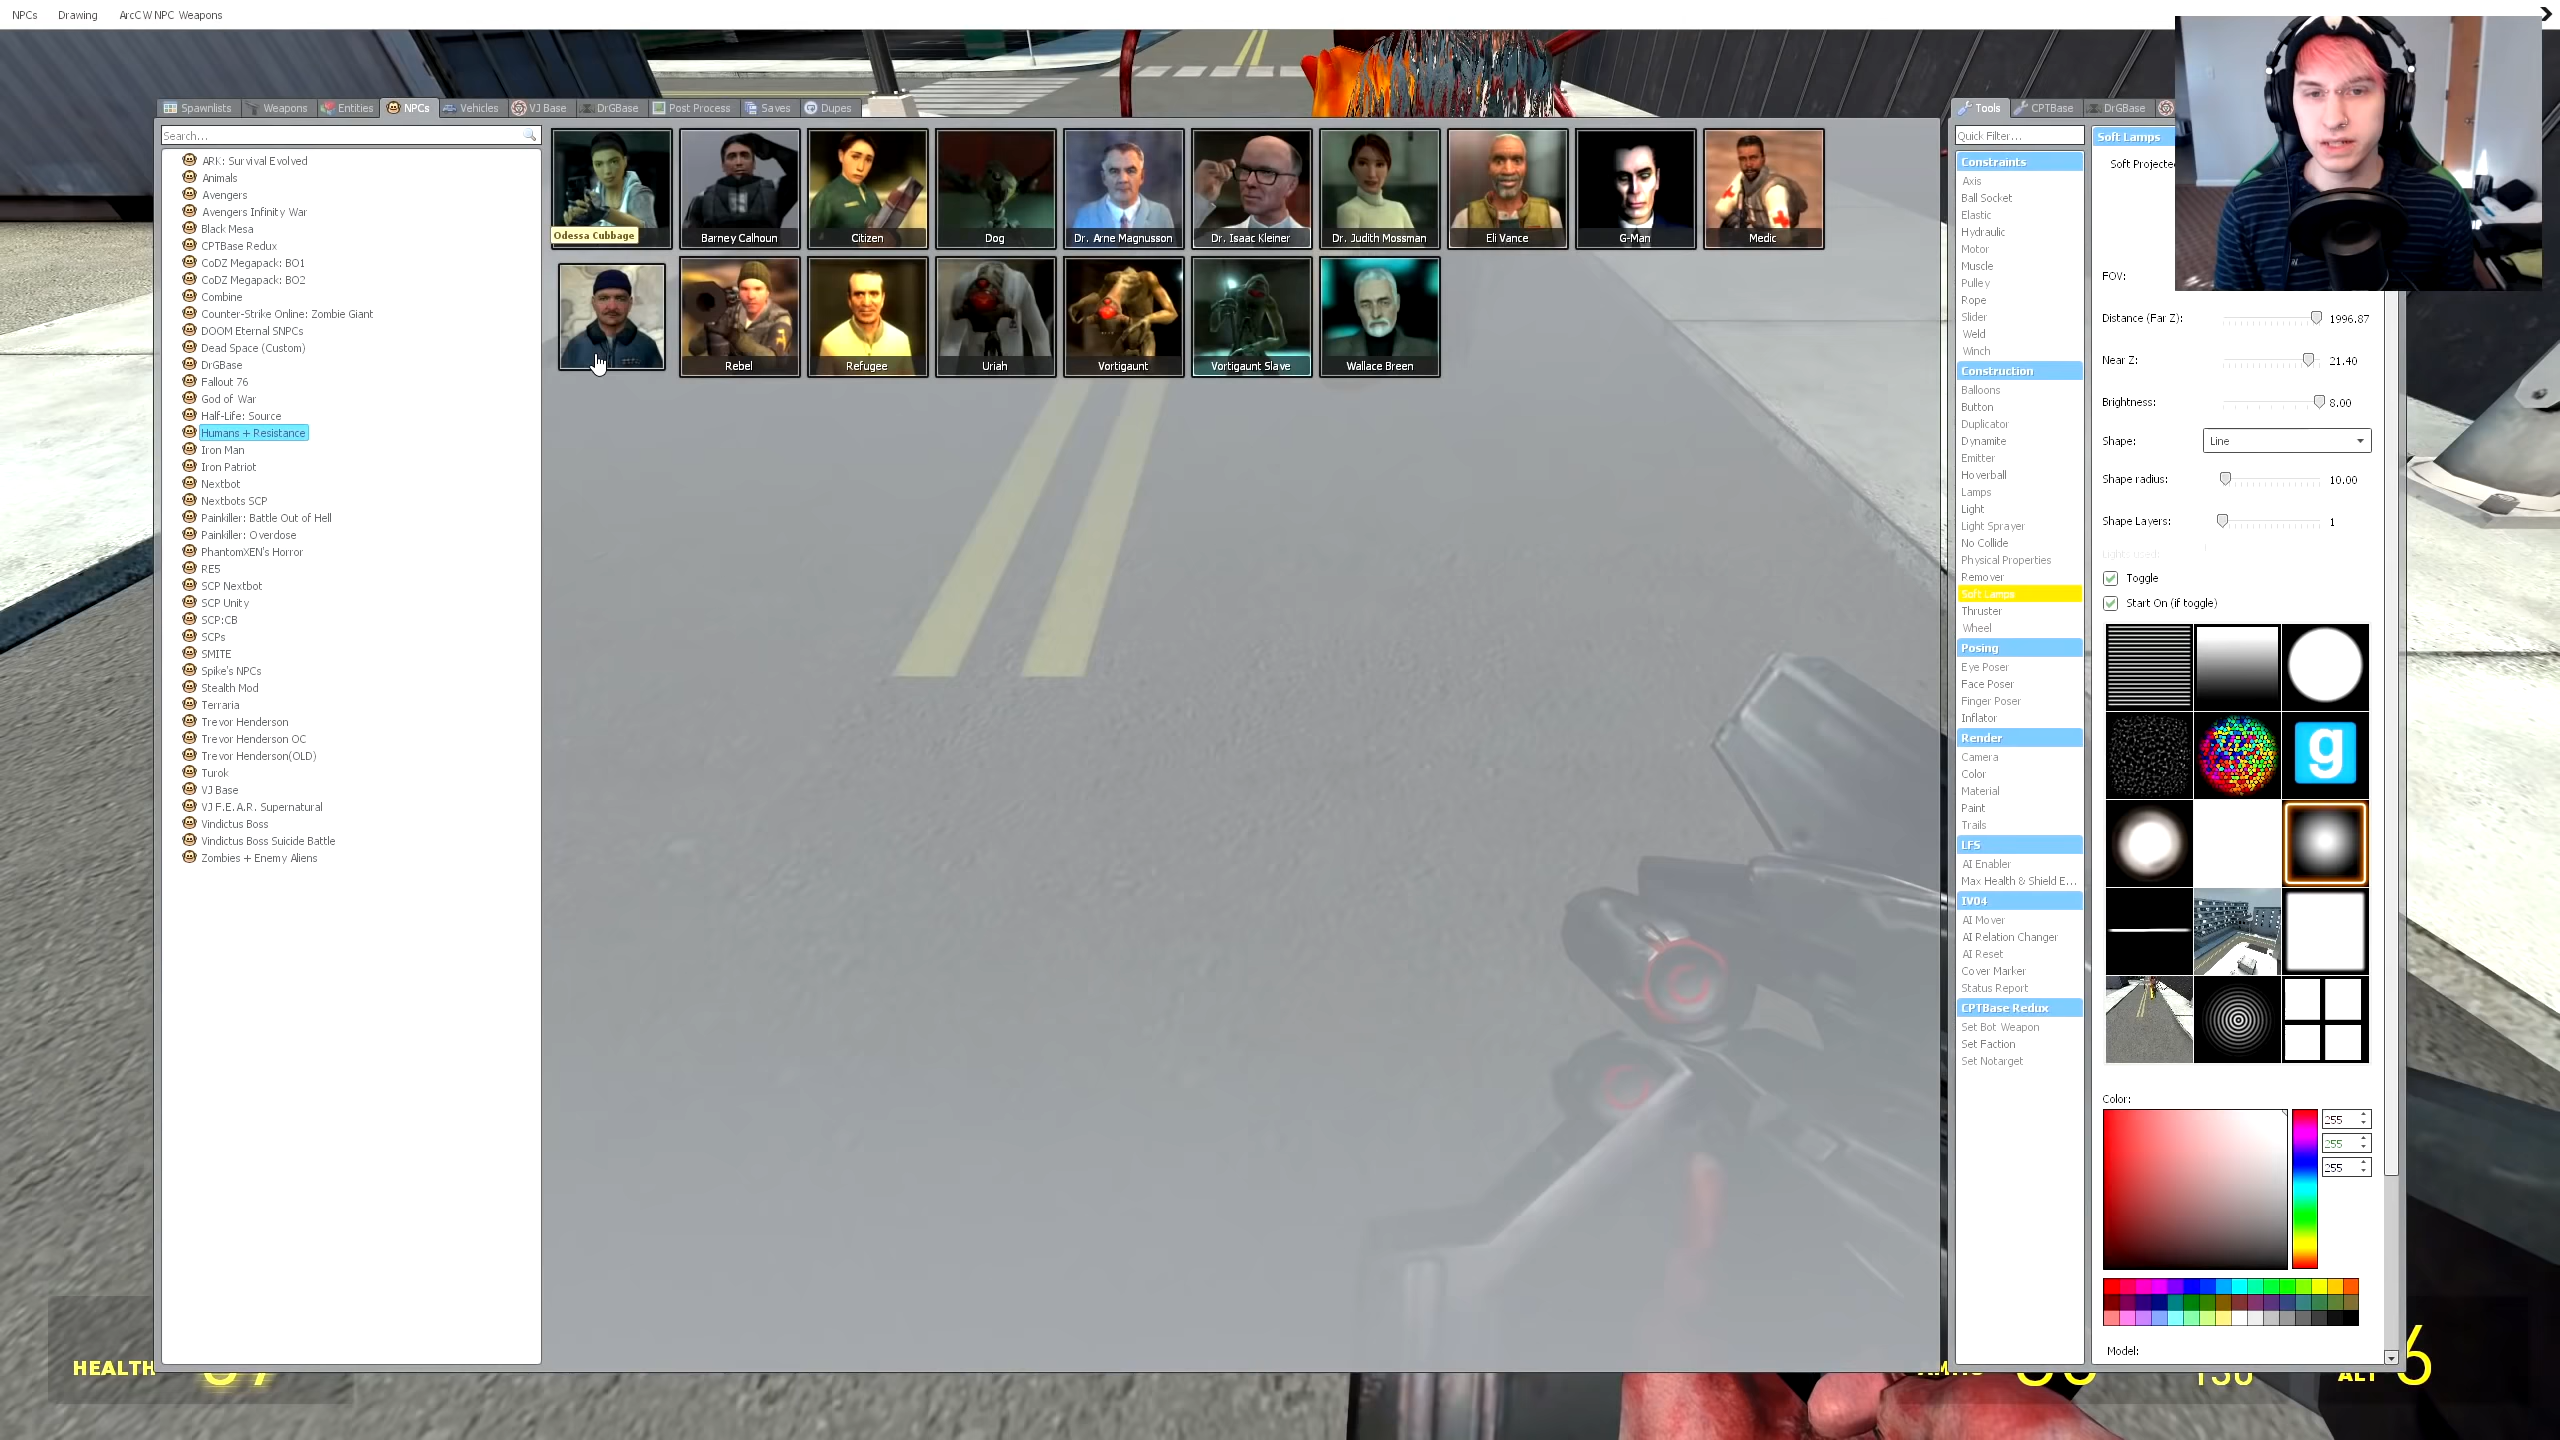 NPCs Drawing ArcCW NPC Weapons
Spawnlists Weapons Entities NPCs Vehicles VJ Base DrGBase Post Process Saves Dupes
Search...
ARK: Survival Evolved
Animals
Avengers
Avengers Infinity War
Black Mesa
CPTBase Redux
CoDZ Megapack: BO1
CoDZ Megapack: BO2
Combine
Counter-Strike Online: Zombie Giant
DOOM Eternal SNPCs
Dead Space (Custom)
DrGBase
Fallout 76
God of War
Half-Life: Source
Humans + Resistance
Iron Man
Iron Patriot
Nextbot
Nextbots SCP
Painkiller: Battle Out of Hell
Painkiller: Overdose
PhantomXEN's Horror
RE5
SCP Nextbot
SCP Unity
SCP:CB
SCPs
SMITE
Spike's NPCs
Stealth Mod
Terraria
Trevor Henderson
Trevor Henderson OC
Trevor Henderson(OLD)
Turok
VJ Base
VJ F.E.A.R. Supernatural
Vindictus Boss
Vindictus Boss Suicide Battle
Zombies + Enemy Aliens
Odessa Cubbage
Barney Calhoun
Citizen
Dog
Dr. Arne Magnusson
Dr. Isaac Kleiner
Dr. Judith Mossman
Eli Vance
G-Man
Medic
Rebel
Refugee
Uriah
Vortigaunt
Vortigaunt Slave
Wallace Breen
Tools CPTBase DrGBase
Quick Filter...
Constraints
Axis
Ball Socket
Elastic
Hydraulic
Motor
Muscle
Pulley
Rope
Slider
Weld
Winch
Construction
Balloons
Button
Duplicator
Dynamite
Emitter
Hoverball
Lamps
Light
Light Sprayer
No Collide
Physical Properties
Remover
Soft Lamps
Thruster
Wheel
Posing
Eye Poser
Face Poser
Finger Poser
Inflator
Render
Camera
Color
Material
Paint
Trails
LFS
AI Enabler
Max Health & Shield E...
IV04
AI Mover
AI Relation Changer
AI Reset
Cover Marker
Status Report
CPTBase Redux
Set Bot Weapon
Set Faction
Set Notarget
Soft Lamps
Soft Projecte
FOV:
Distance (Far Z): 1996.87
Near Z: 21.40
Brightness: 8.00
Shape: Line
Shape radius: 10.00
Shape Layers: 1
Lights used:
Toggle
Start On (if toggle)
g
Color:
255
255
255
Model:
HEALTH
ALT 6